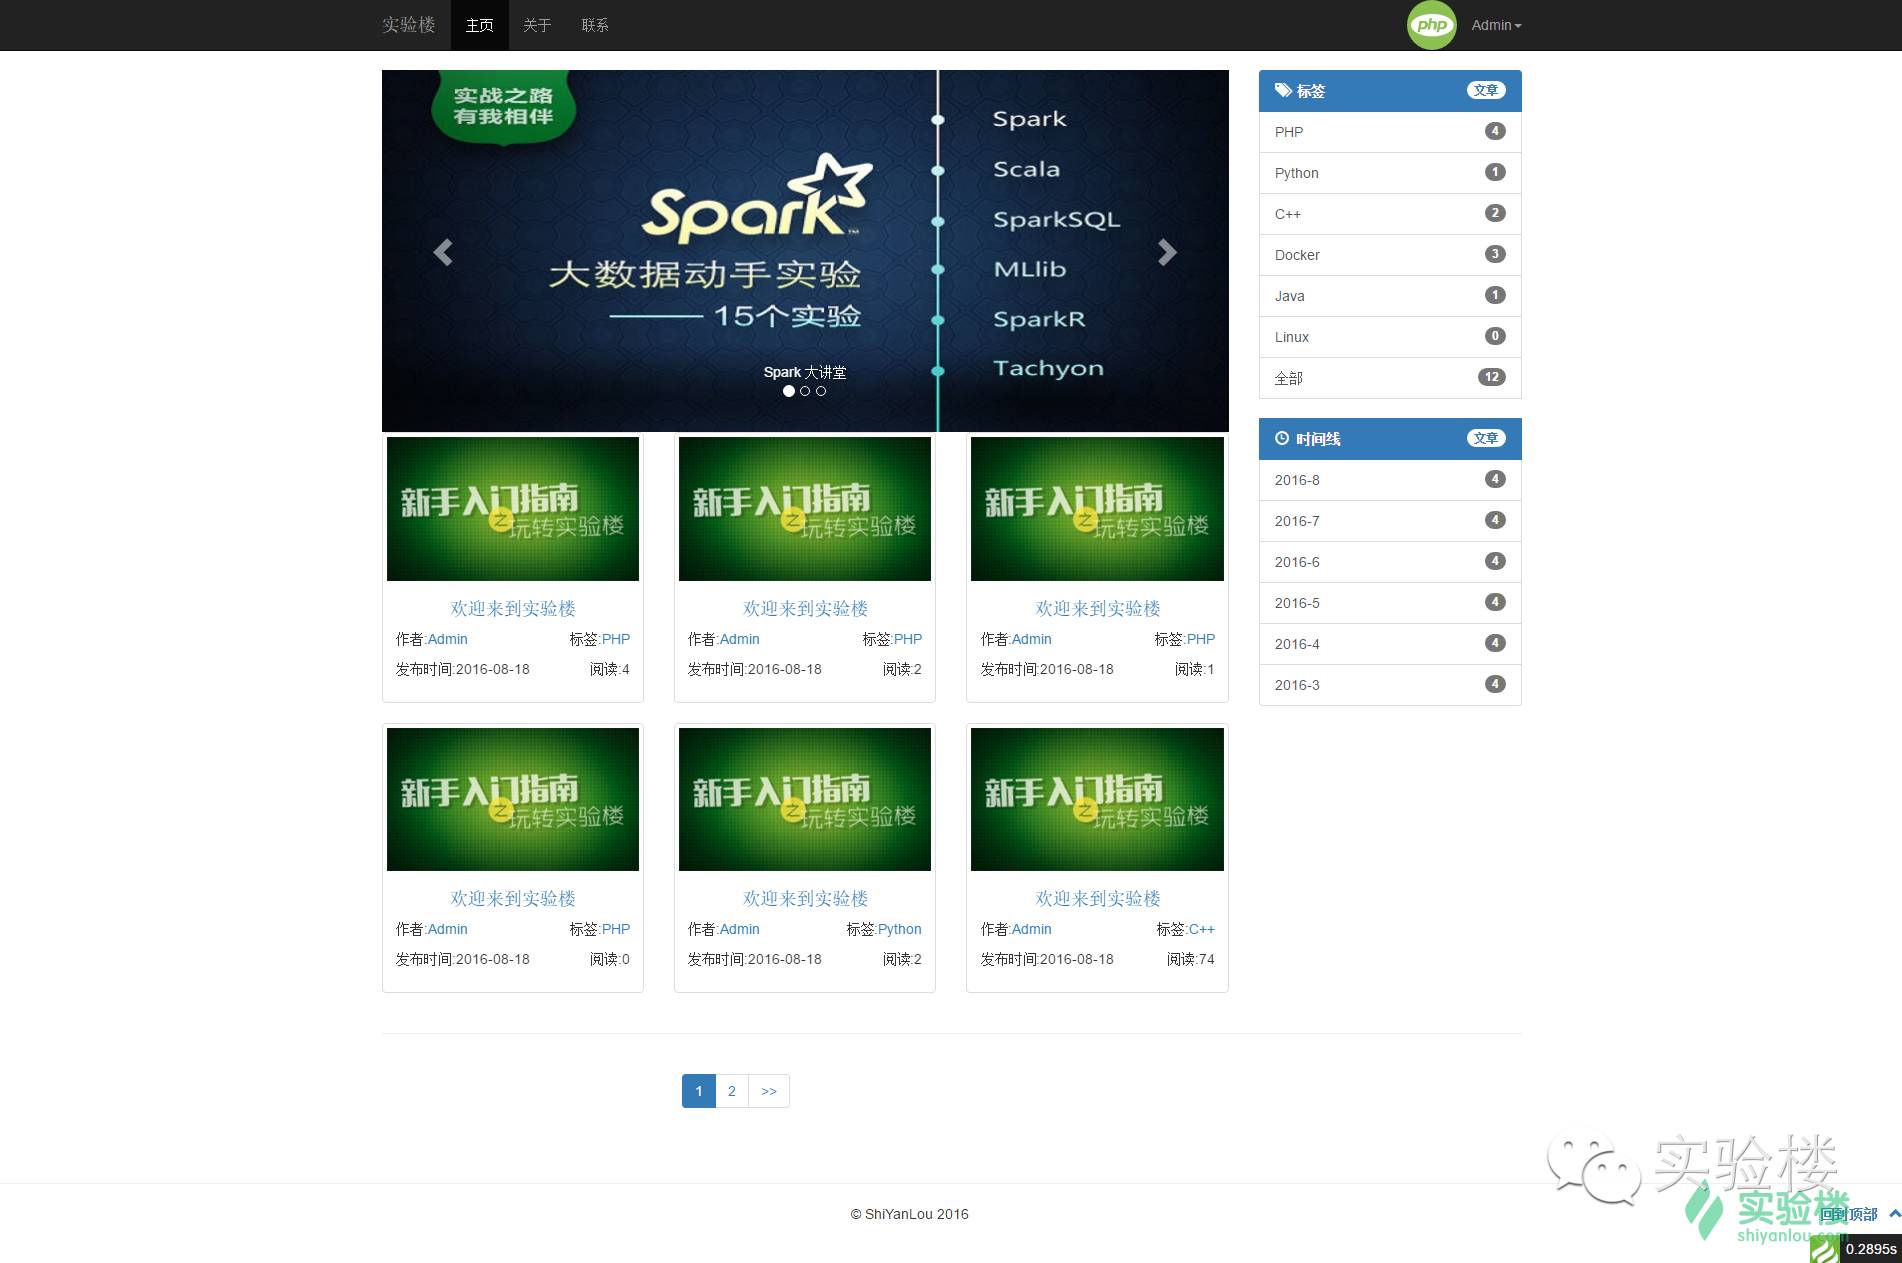 实验楼 主页 关于 联系 php Admin
实战之路
有我相伴
Spark™
大数据动手实验
15个实验
Spark
Scala
SparkSQL
MLlib
SparkR
Tachyon
Spark 大讲堂
标签 文章
PHP 4
Python 1
C++ 2
Docker 3
Java 1
Linux 0
全部 12
时间线 文章
2016-8 4
2016-7 4
2016-6 4
2016-5 4
2016-4 4
2016-3 4
新手入门指南
之玩转实验楼
欢迎来到实验楼
作者:Admin 标签:PHP
发布时间:2016-08-18 阅读:4
新手入门指南
之玩转实验楼
欢迎来到实验楼
作者:Admin 标签:PHP
发布时间:2016-08-18 阅读:2
新手入门指南
之玩转实验楼
欢迎来到实验楼
作者:Admin 标签:PHP
发布时间:2016-08-18 阅读:1
新手入门指南
之玩转实验楼
欢迎来到实验楼
作者:Admin 标签:PHP
发布时间:2016-08-18 阅读:0
新手入门指南
之玩转实验楼
欢迎来到实验楼
作者:Admin 标签:Python
发布时间:2016-08-18 阅读:2
新手入门指南
之玩转实验楼
欢迎来到实验楼
作者:Admin 标签:C++
发布时间:2016-08-18 阅读:74
1 2 >>
© ShiYanLou 2016
实验楼
实验楼
shiyanlou.com
回到顶部
0.2895s